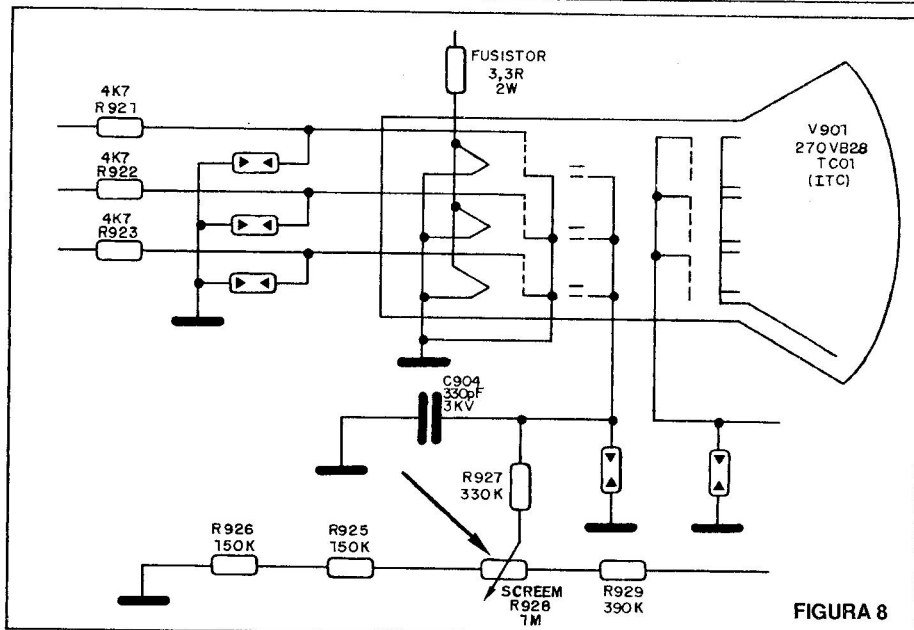 FUSISTOR
3,3R
2W
4K7
R921
4K7
R922
4K7
R923
V901
270VB28
TC01
(ITC)
C904
330pF
3KV
R927
330K
R926
150K
R925
150K
SCREEM
R928
1M
R929
390K
FIGURA 8